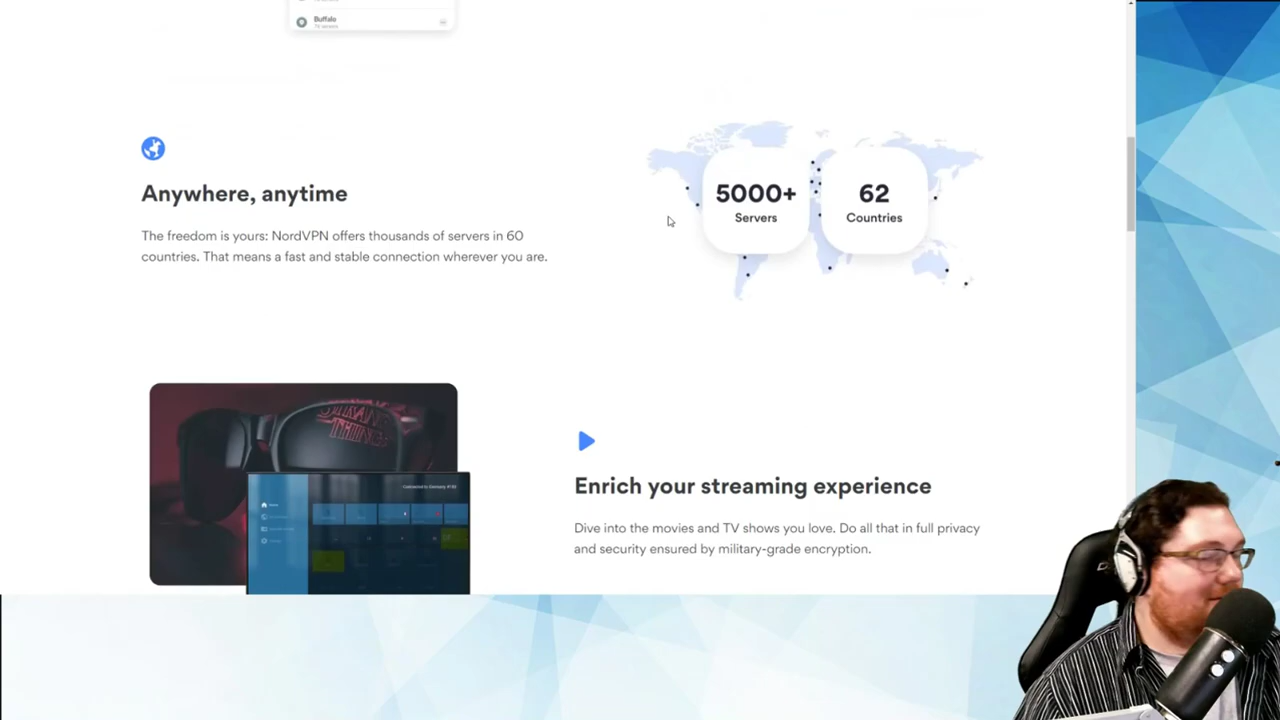 Buffalo
Anywhere, anytime
The freedom is yours: NordVPN offers thousands of servers in 60
countries. That means a fast and stable connection wherever you are.
5000+
Servers
62
Countries
STRANGE
THINGS
Enrich your streaming experience
Dive into the movies and TV shows you love. Do all that in full privacy
and security ensured by military-grade encryption.